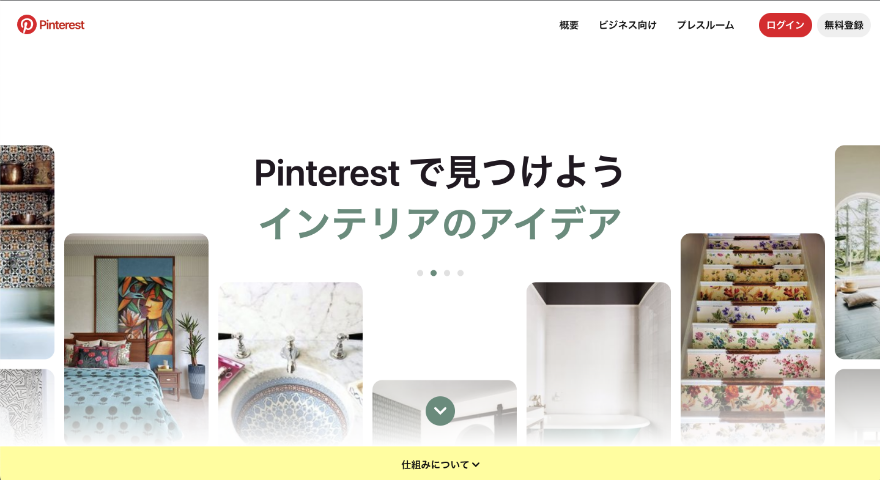 Pinterest
概要
ビジネス向け
プレスルーム
ログイン
無料登録
Pinterest で見つけよう
インテリアのアイデア
仕組みについて